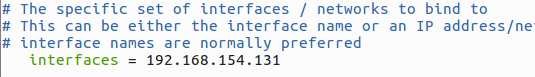 # The specific set of interfaces / networks to bind to
# This can be either the interface name or an IP address/ne
# interface names are normally preferred
interfaces = 192.168.154.131